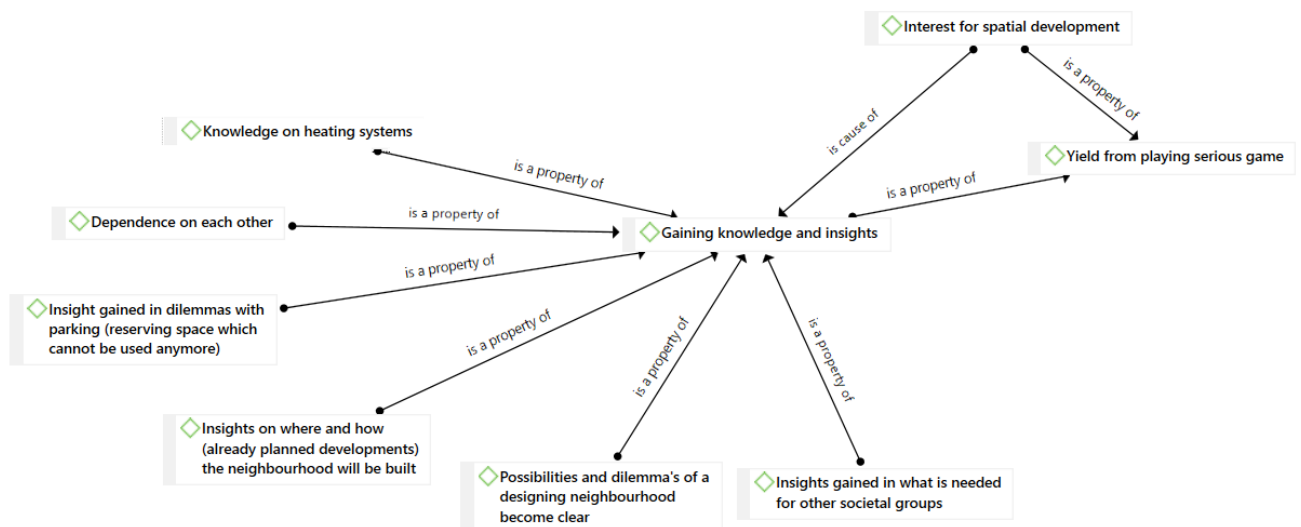 Interest for spatial development
is a property of
is cause of
Knowledge on heating systems
Yield from playing serious game
is a property of
is a property of
Dependence on each other
is a property of
Gaining knowledge and insights
is a property of
Insight gained in dilemmas with
parking (reserving space which
cannot be used anymore)
is a property of
is a property of
is a property of
Insights on where and how
(already planned developments)
the neighbourhood will be built
Possibilities and dilemma's of a
designing neighbourhood
become clear
Insights gained in what is needed
for other societal groups